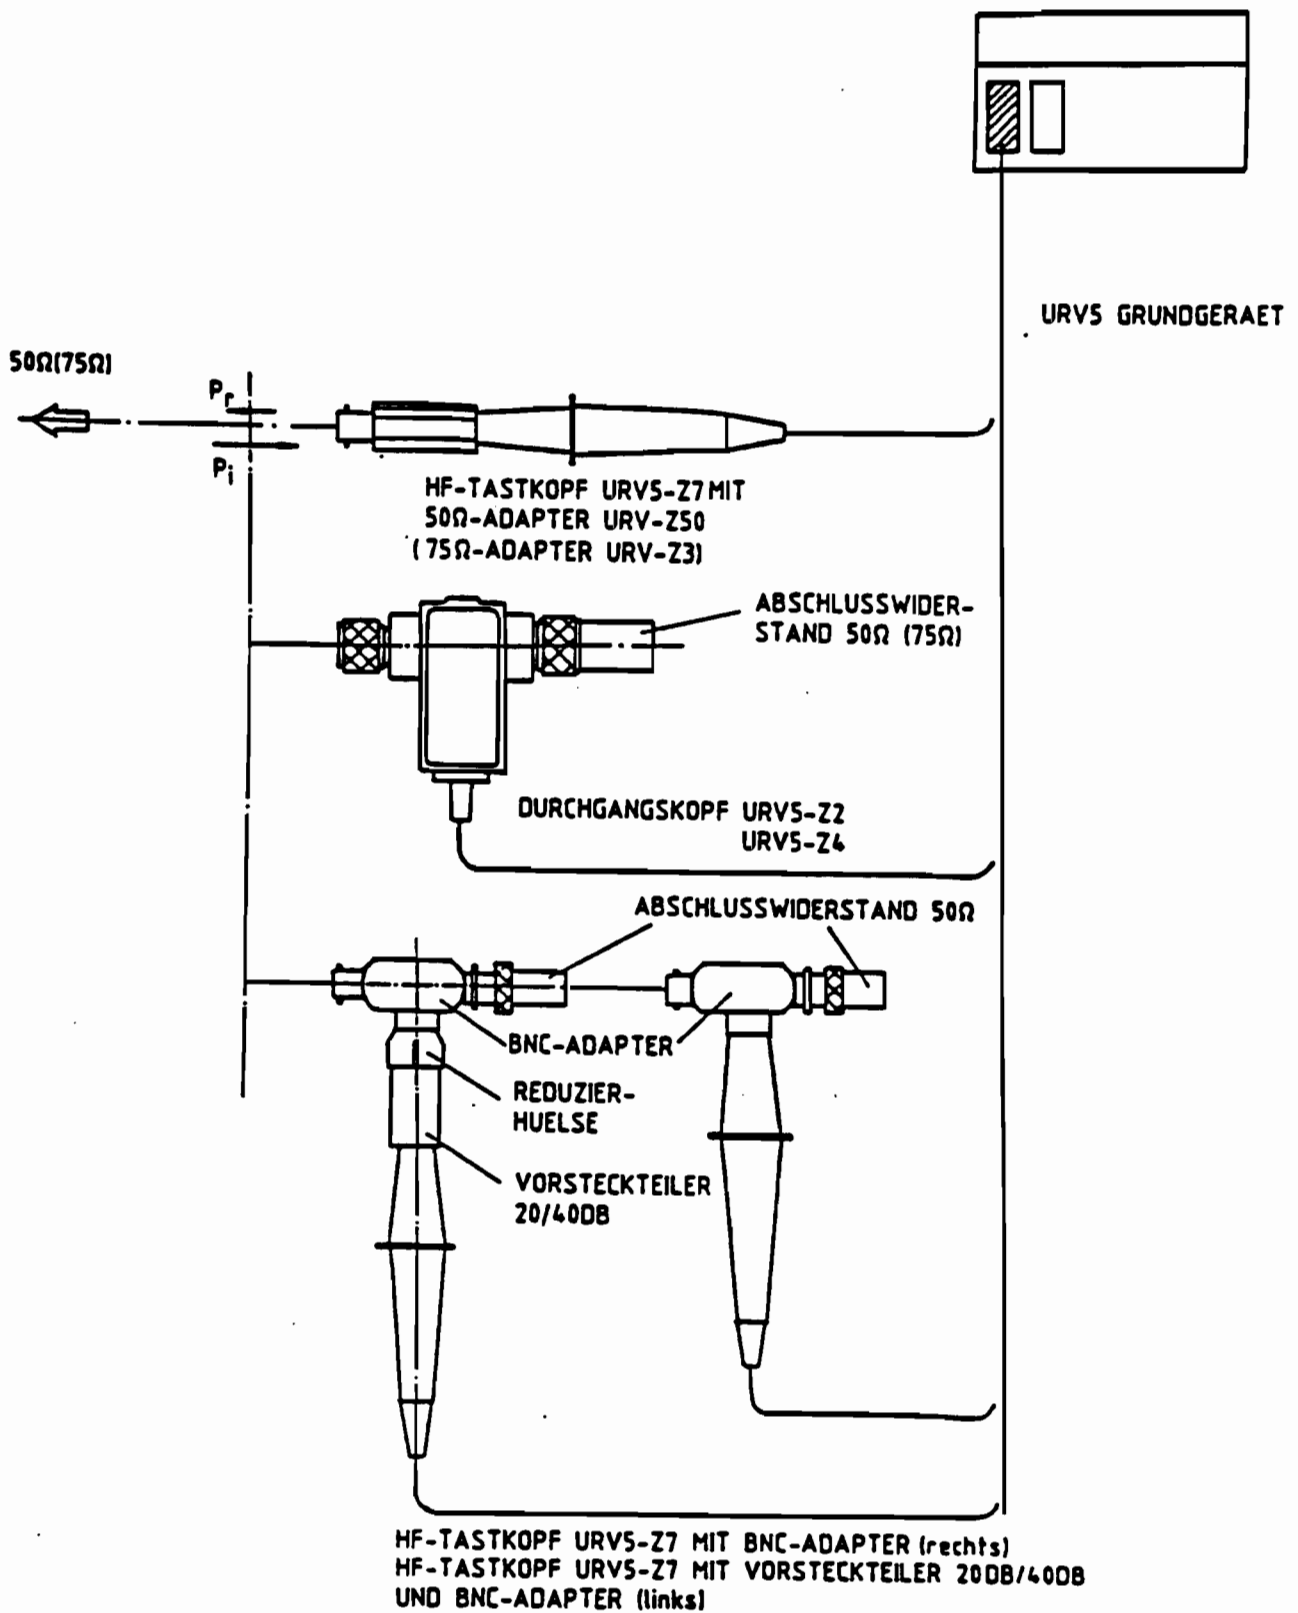 URV5 GRUNDGERAET
50Ω(75Ω)
Pr
Pi
HF-TASTKOPF URV5-Z7 MIT
50Ω-ADAPTER URV-Z50
(75Ω-ADAPTER URV-Z3)
ABSCHLUSSWIDER-
STAND 50Ω (75Ω)
DURCHGANGSKOPF URV5-Z2
URV5-Z4
ABSCHLUSSWIDERSTAND 50Ω
BNC-ADAPTER
REDUZIER-
HUELSE
VORSTECKTEILER
20/40DB
HF-TASTKOPF URV5-Z7 MIT BNC-ADAPTER (rechts)
HF-TASTKOPF URV5-Z7 MIT VORSTECKTEILER 20DB/40DB
UND BNC-ADAPTER (links)